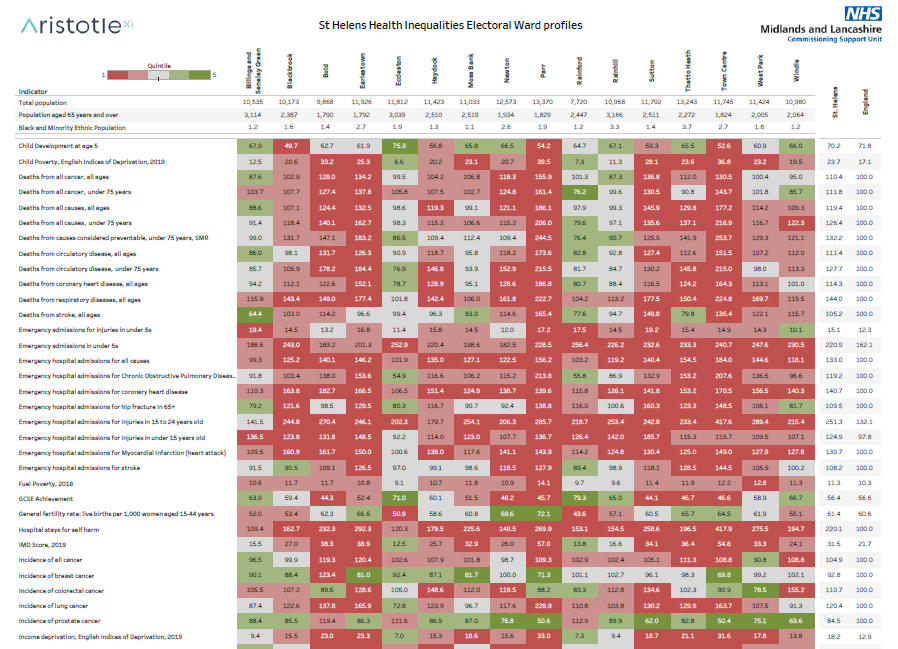 Aristotle xi
St Helens Health Inequalities Electoral Ward profiles
NHS
Midlands and Lancashire
Commissioning Support Unit
Quintile
1 5
Billinge and Seneley Green Blackbrook Bold Earlestown Eccleston Haydock Moss Bank Newton Parr Rainford Rainhill Sutton Thatto Heath Town Centre West Park Windle St. Helens England
Indicator
Total population 10,535 10,173 9,868 11,926 11,812 11,423 11,033 12,573 13,370 7,720 10,968 11,792 13,243 11,745 11,424 10,980
Population aged 65 years and over 3,114 2,387 1,790 1,792 3,039 2,510 2,519 1,934 1,829 2,447 3,166 2,511 2,272 1,824 2,005 2,064
Black and Minority Ethnic Population 1.2 1.6 1.4 2.7 1.9 1.3 1.1 2.6 1.9 1.2 3.3 1.4 3.7 2.7 1.8 1.2
Child Development at age 5 67.9 49.7 62.7 61.9 75.3 56.8 65.8 66.5 54.2 64.7 67.1 59.3 65.5 52.6 60.9 66.0 70.2 71.8
Child Poverty, English Indices of Deprivation, 2019 12.5 20.6 33.2 25.3 6.6 20.2 23.1 20.7 39.5 7.3 11.3 28.1 23.6 36.8 23.2 19.5 23.7 17.1
Deaths from all cancer, all ages 87.6 102.9 128.0 134.2 99.5 104.2 106.8 118.3 155.9 101.3 87.3 136.8 112.0 130.5 100.4 95.0 110.4 100.0
Deaths from all cancer, under 75 years 103.7 107.7 127.4 137.8 105.8 107.5 102.7 124.8 161.4 76.2 99.6 130.5 90.8 143.7 101.8 85.7 111.8 100.0
Deaths from all causes, all ages 88.6 107.1 124.4 132.5 98.6 119.3 99.1 121.1 186.1 97.9 99.3 145.9 129.8 177.2 114.2 109.3 119.4 100.0
Deaths from all causes, under 75 years 91.4 118.4 140.1 162.7 98.3 115.2 106.6 115.2 206.0 79.6 97.1 135.6 137.1 216.9 116.7 122.3 126.4 100.0
Deaths from causes considered preventable, under 75 years, SMR 99.0 131.7 147.1 183.2 86.5 109.4 112.4 109.4 244.5 76.4 90.7 125.5 141.9 253.7 129.3 121.1 132.2 100.0
Deaths from circulatory disease, all ages 86.0 98.1 131.7 126.3 90.9 118.7 95.8 118.2 173.6 82.8 92.8 127.4 112.6 151.5 107.2 112.0 111.4 100.0
Deaths from circulatory disease, under 75 years 85.7 105.9 178.2 184.4 76.9 146.8 93.9 152.9 215.5 81.7 84.7 130.2 145.8 215.0 98.0 113.3 127.7 100.0
Deaths from coronary heart disease, all ages 94.2 112.1 122.6 152.1 78.7 128.9 95.1 128.6 186.8 80.7 88.4 116.5 124.2 164.3 113.1 101.0 114.3 100.0
Deaths from respiratory diseases, all ages 115.9 143.4 149.0 177.4 101.8 142.4 106.0 161.8 222.7 104.2 113.2 177.5 150.4 224.8 169.7 119.5 144.0 100.0
Deaths from stroke, all ages 64.4 103.0 114.2 96.6 99.4 96.3 83.0 114.6 165.4 77.6 94.7 149.8 79.8 136.4 122.1 115.7 105.2 100.0
Emergency admissions for injuries in under 5s 19.4 14.5 13.2 16.8 11.4 15.8 14.5 12.0 17.2 17.5 14.5 19.2 15.4 14.9 14.3 10.1 15.1 12.3
Emergency admissions in under 5s 188.6 243.0 183.2 201.3 252.9 220.4 198.6 182.5 228.5 256.4 226.2 232.6 233.3 240.7 247.6 230.5 220.9 162.1
Emergency hospital admissions for all causes 99.3 125.2 140.1 146.2 101.9 135.0 127.1 122.5 156.2 103.2 119.2 140.4 154.5 184.0 144.6 118.1 133.0 100.0
Emergency hospital admissions for Chronic Obstructive Pulmonary Diseas.. 91.8 103.4 138.0 153.6 54.9 116.6 106.2 115.2 213.8 55.8 86.9 132.9 153.2 207.6 136.5 96.6 119.2 100.0
Emergency hospital admissions for coronary heart disease 110.3 163.8 182.7 166.5 106.5 151.4 124.9 138.7 139.6 115.8 126.1 141.8 153.2 170.5 156.5 140.3 140.7 100.0
Emergency hospital admissions for hip fracture in 65+ 79.2 121.6 98.5 129.5 80.3 116.7 90.7 92.4 138.8 116.0 100.6 160.0 123.3 148.5 106.1 81.7 109.5 100.0
Emergency hospital admissions for injuries in 15 to 24 years old 141.5 244.8 270.4 246.1 202.3 179.7 254.1 206.3 285.7 218.7 253.4 242.8 233.4 417.6 289.4 215.4 251.3 132.1
Emergency hospital admissions for injuries in under 15 years old 136.5 123.8 131.8 148.5 92.2 114.0 123.0 107.7 136.7 126.4 142.0 185.7 115.3 115.7 109.5 107.1 124.9 97.8
Emergency hospital admissions for Myocardial Infarction (heart attack) 109.5 160.9 161.7 150.0 100.6 138.0 117.6 141.1 143.9 114.2 124.8 130.4 125.0 149.0 127.9 127.8 130.7 100.0
Emergency hospital admissions for stroke 91.5 90.5 109.1 126.5 97.0 99.1 98.6 118.5 127.9 89.4 98.9 118.1 128.5 144.5 105.9 100.2 108.2 100.0
Fuel Poverty, 2018 10.6 11.7 11.7 10.8 9.1 10.7 11.8 10.9 14.1 9.7 9.6 11.4 11.9 12.2 12.8 11.3 11.3 10.3
GCSE Achievement 63.9 59.4 44.3 52.4 71.0 60.1 51.5 48.2 45.7 79.3 65.0 44.1 46.7 46.6 58.9 66.7 56.4 56.6
General fertility rate: live births per 1,000 women aged 15-44 years 52.0 53.4 62.3 66.6 50.9 58.6 60.8 69.6 72.1 43.6 57.1 60.5 65.7 64.5 61.9 55.1 61.4 60.6
Hospital stays for self harm 109.4 162.7 232.3 292.3 120.3 179.5 225.6 148.5 269.9 153.1 154.5 258.6 196.5 417.9 275.5 194.7 220.1 100.0
IMD Score, 2019 15.5 27.0 38.3 38.9 12.5 25.7 32.9 26.0 57.0 13.8 16.6 34.1 36.4 54.8 33.3 24.1 31.5 21.7
Incidence of all cancer 96.5 99.9 119.3 120.4 102.6 107.9 101.8 98.7 109.3 102.9 102.4 105.1 111.3 108.8 90.8 108.8 104.9 100.0
Incidence of breast cancer 90.1 88.4 123.4 81.0 92.4 87.1 81.7 100.0 71.3 101.1 102.7 96.1 98.3 69.8 99.2 102.1 92.8 100.0
Incidence of colorectal cancer 105.5 107.2 89.5 128.6 105.0 148.6 112.0 119.5 88.2 83.3 112.8 134.6 102.3 90.9 78.5 155.2 110.7 100.0
Incidence of lung cancer 87.4 122.6 137.8 165.9 72.8 123.9 96.7 117.6 228.9 110.8 103.8 130.2 129.9 163.7 107.5 91.3 120.4 100.0
Incidence of prostate cancer 88.4 85.5 119.4 86.3 111.6 86.9 87.0 76.8 50.6 112.9 89.9 62.0 82.8 50.4 75.1 69.6 84.5 100.0
Income deprivation, English Indices of Deprivation, 2019 9.4 15.5 23.0 23.3 7.0 15.3 18.6 15.6 33.0 7.3 9.4 18.7 21.1 31.6 17.8 13.8 18.2 12.9